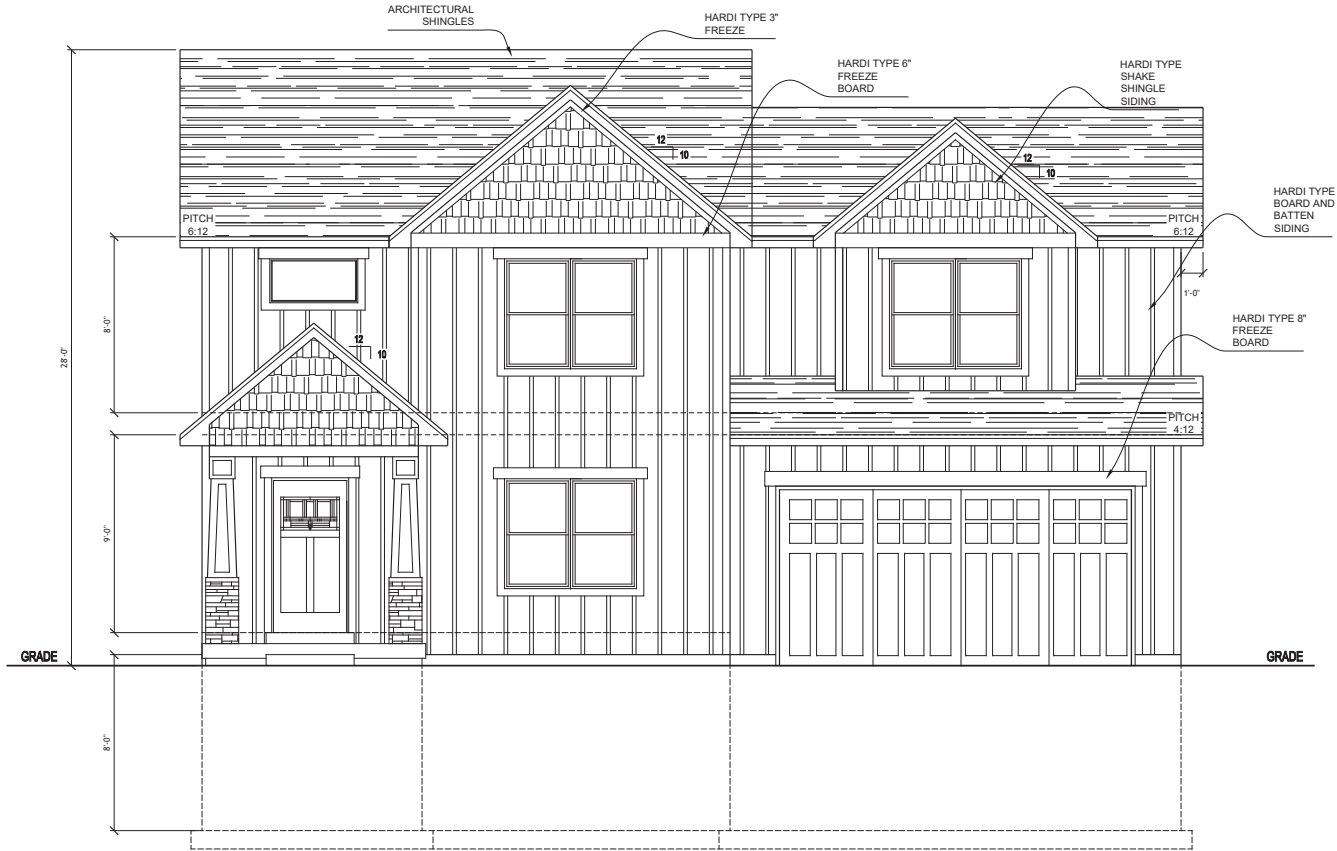 ARCHITECTURAL
SHINGLES
HARDI TYPE 3"
FREEZE
HARDI TYPE 6"
FREEZE
BOARD
HARDI TYPE
SHAKE
SHINGLE
SIDING
12
10
12
10
HARDI TYPE
BOARD AND
BATTEN
SIDING
PITCH
6:12
PITCH
6:12
1'-0"
8'-0"
28'-0"
12
10
HARDI TYPE 8"
FREEZE
BOARD
PITCH
4:12
9'-0"
GRADE
GRADE
8'-0"